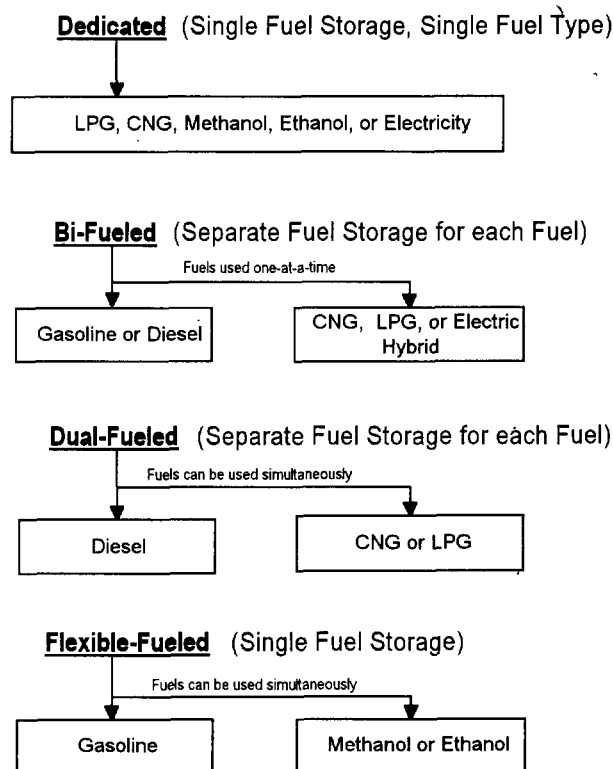 Dedicated (Single Fuel Storage, Single Fuel Type)
LPG, CNG, Methanol, Ethanol, or Electricity
Bi-Fueled (Separate Fuel Storage for each Fuel)
Fuels used one-at-a-time
Gasoline or Diesel
CNG, LPG, or Electric
Hybrid
Dual-Fueled (Separate Fuel Storage for each Fuel)
Fuels can be used simultaneously
Diesel
CNG or LPG
Flexible-Fueled (Single Fuel Storage)
Fuels can be used simultaneously
Gasoline
Methanol or Ethanol